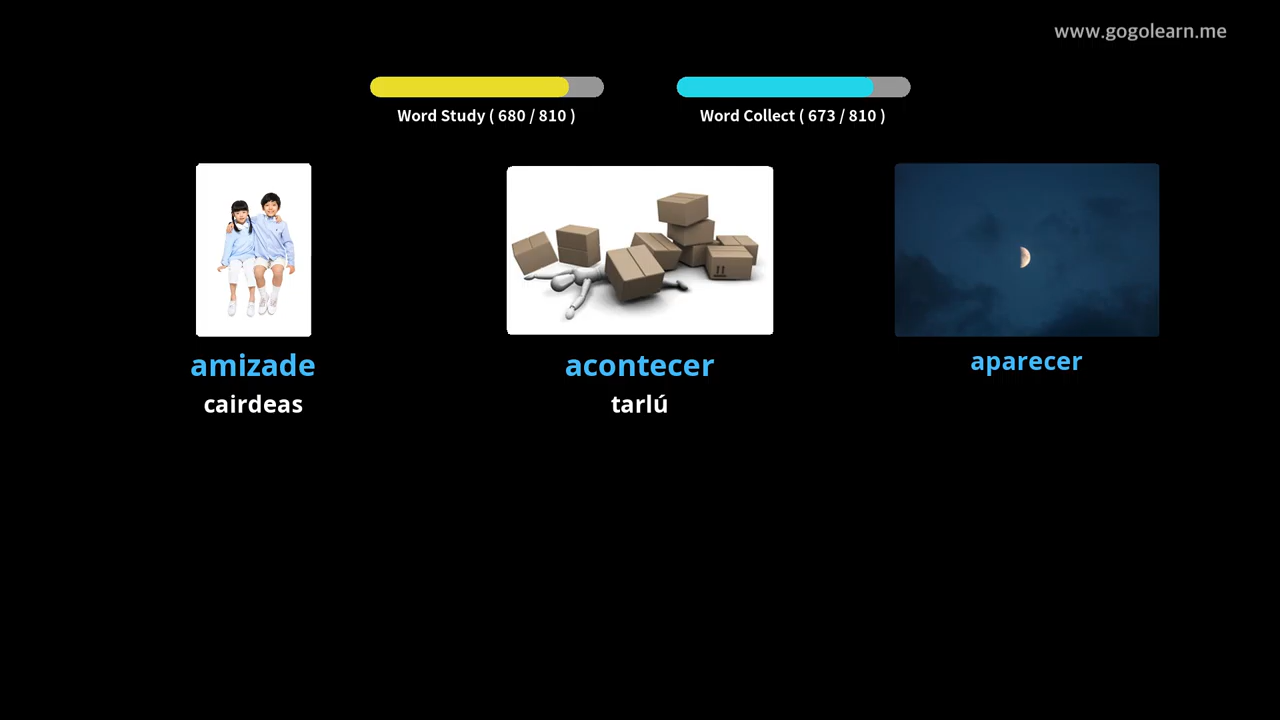 www.gogolearn.me
Word Study ( 680 / 810 )
Word Collect ( 673 / 810 )
amizade
cairdeas
acontecer
tarlú
aparecer